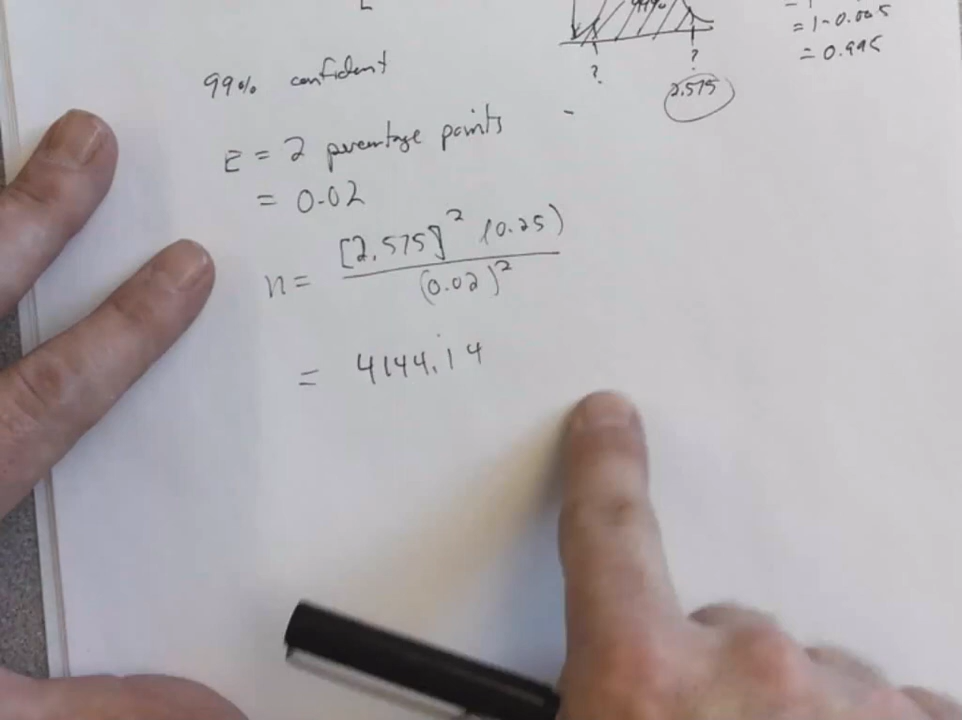 99%
= 1-0.005
= 0.995
? ?
2.575
99% confident
E = 2 percentage points
= 0.02
n = [2.575]² (0.25)
(0.02)²
= 4144.14